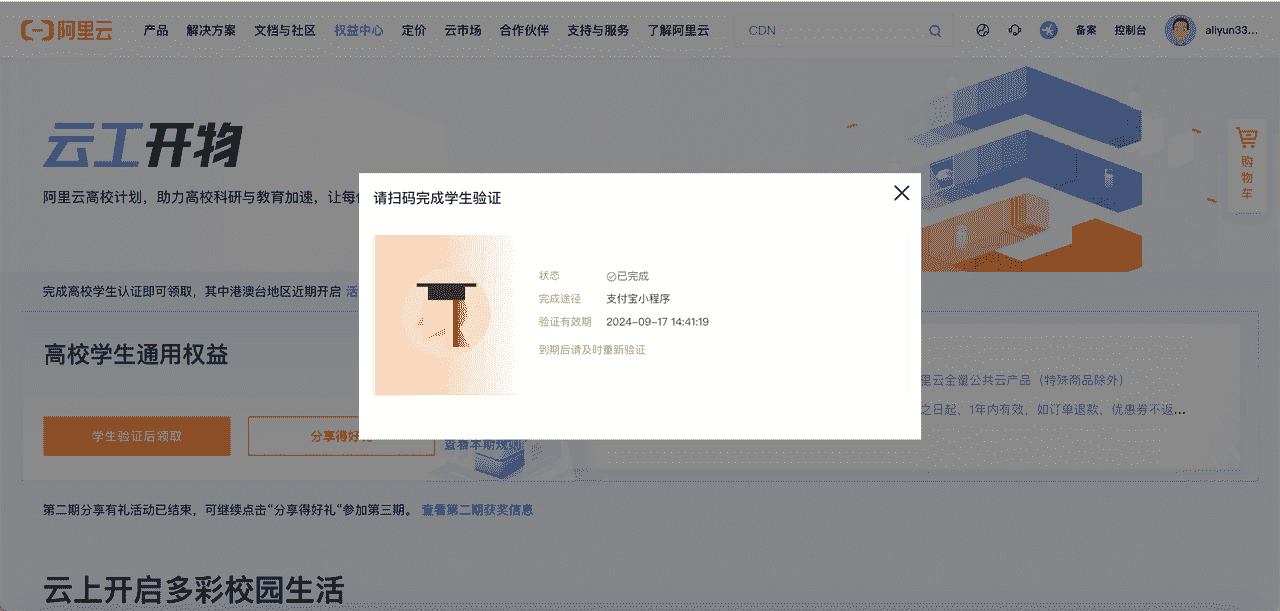 阿里云
产品 解决方案 文档与社区 权益中心 定价 云市场 合作伙伴 支持与服务 了解阿里云 CDN 备案 控制台 aliyun33...
云工开物
阿里云高校计划，助力高校科研与教育加速，让每
购物车
请扫码完成学生验证
状态 已完成
完成途径 支付宝小程序
验证有效期 2024-09-17 14:41:19
到期后请及时重新验证
完成高校学生认证即可领取，其中港澳台地区近期开启 活
高校学生通用权益
里云全量公共云产品（特殊商品除外）
之日起，1年内有效，如订单退款，优惠券不返...
学生验证后领取 分享得好礼 查看本期规则
第二期分享有礼活动已结束，可继续点击“分享得好礼”参加第三期。 查看第二期获奖信息
云上开启多彩校园生活